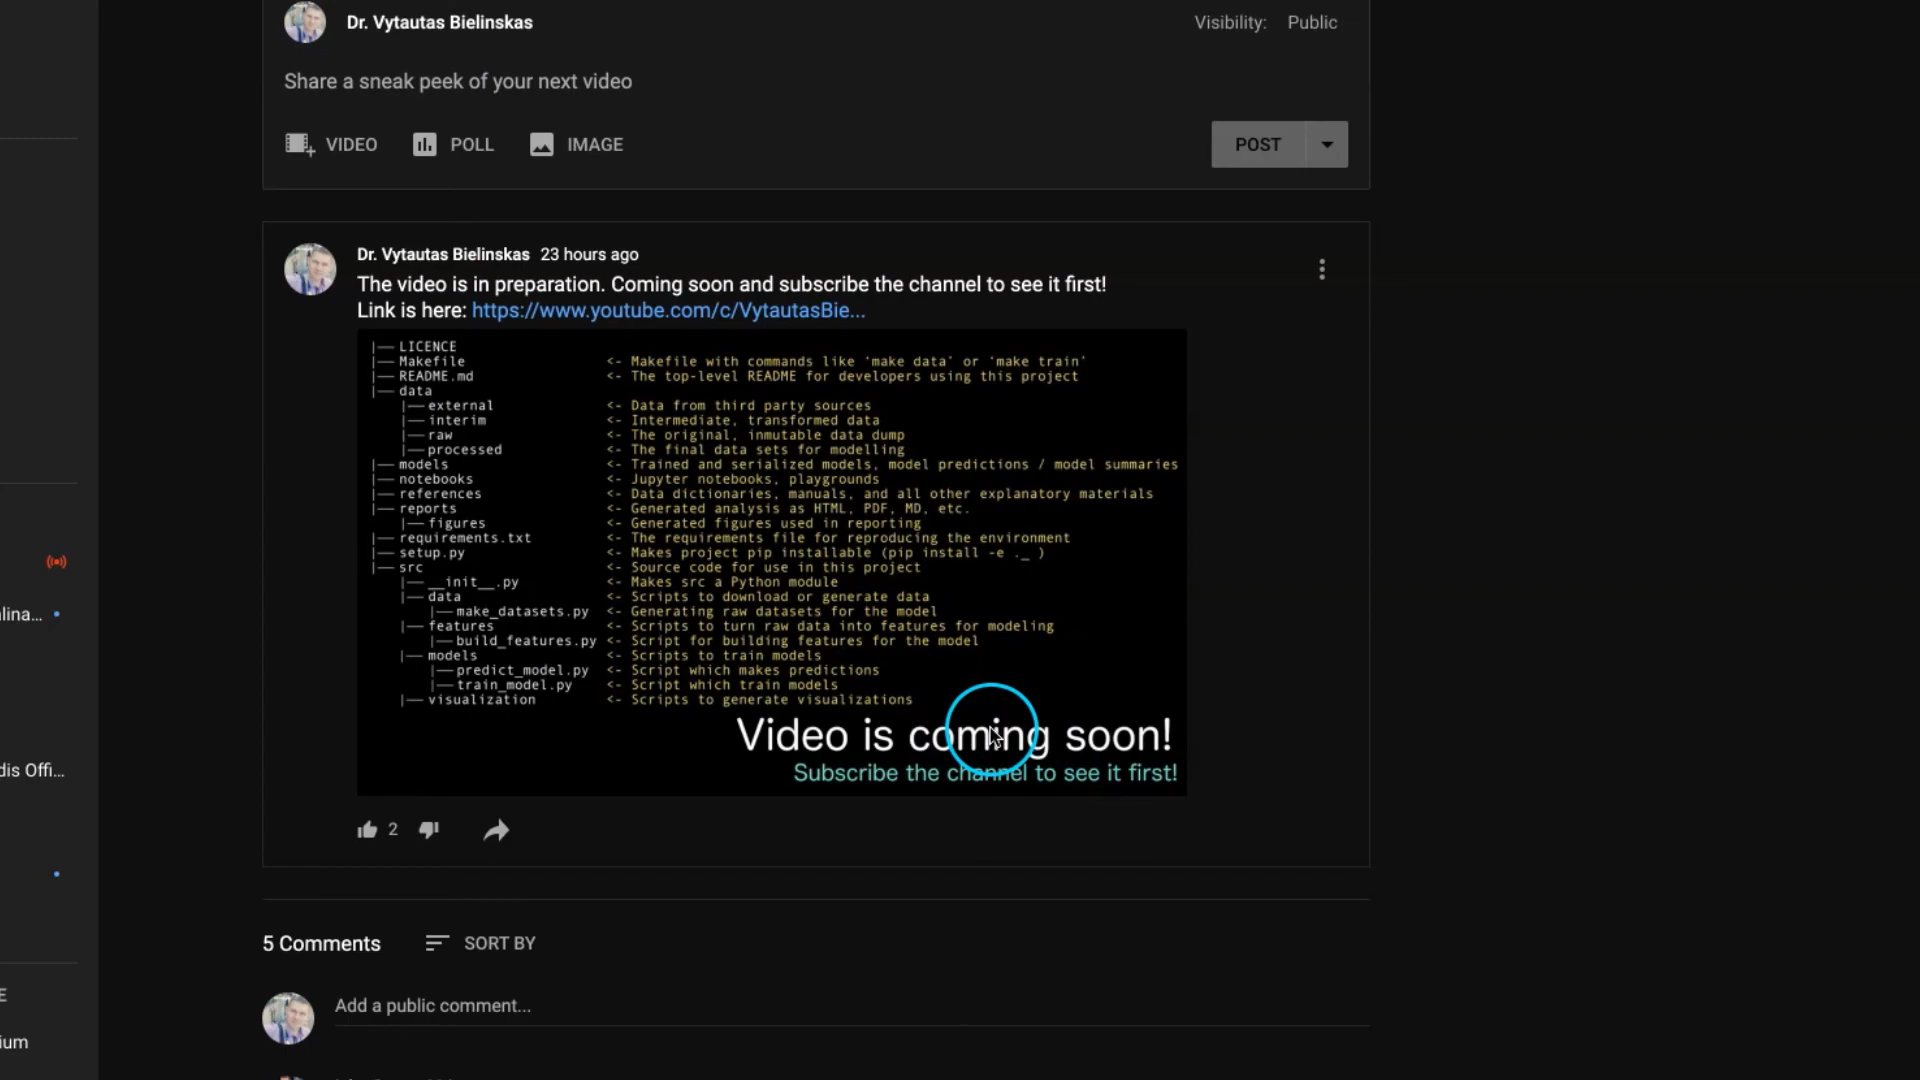 Dr. Vytautas Bielinskas
Visibility: Public
Share a sneak peek of your next video
VIDEO POLL IMAGE POST
Dr. Vytautas Bielinskas 23 hours ago
The video is in preparation. Coming soon and subscribe the channel to see it first!
Link is here: https://www.youtube.com/c/VytautasBie...
|── LICENCE
|── Makefile <- Makefile with commands like `make data` or `make train`
|── README.md <- The top-level README for developers using this project
|── data
|── external <- Data from third party sources
|── interim <- Intermediate, transformed data
|── raw <- The original, inmutable data dump
|── processed <- The final data sets for modelling
|── models <- Trained and serialized models, model predictions / model summaries
|── notebooks <- Jupyter notebooks, playgrounds
|── references <- Data dictionaries, manuals, and all other explanatory materials
|── reports <- Generated analysis as HTML, PDF, MD, etc.
|── figures <- Generated figures used in reporting
|── requirements.txt <- The requirements file for reproducing the environment
|── setup.py <- Makes project pip installable (pip install -e ._ )
|── src <- Source code for use in this project
|── __init__.py <- Makes src a Python module
|── data <- Scripts to download or generate data
|── make_datasets.py <- Generating raw datasets for the model
|── features <- Scripts to turn raw data into features for modeling
|── build_features.py <- Script for building features for the model
|── models <- Scripts to train models
|── predict_model.py <- Script which makes predictions
|── train_model.py <- Script which train models
|── visualization <- Scripts to generate visualizations
Video is coming soon!
Subscribe the channel to see it first!
2
5 Comments SORT BY
Add a public comment...
lina...
dis Offi...
E
ium